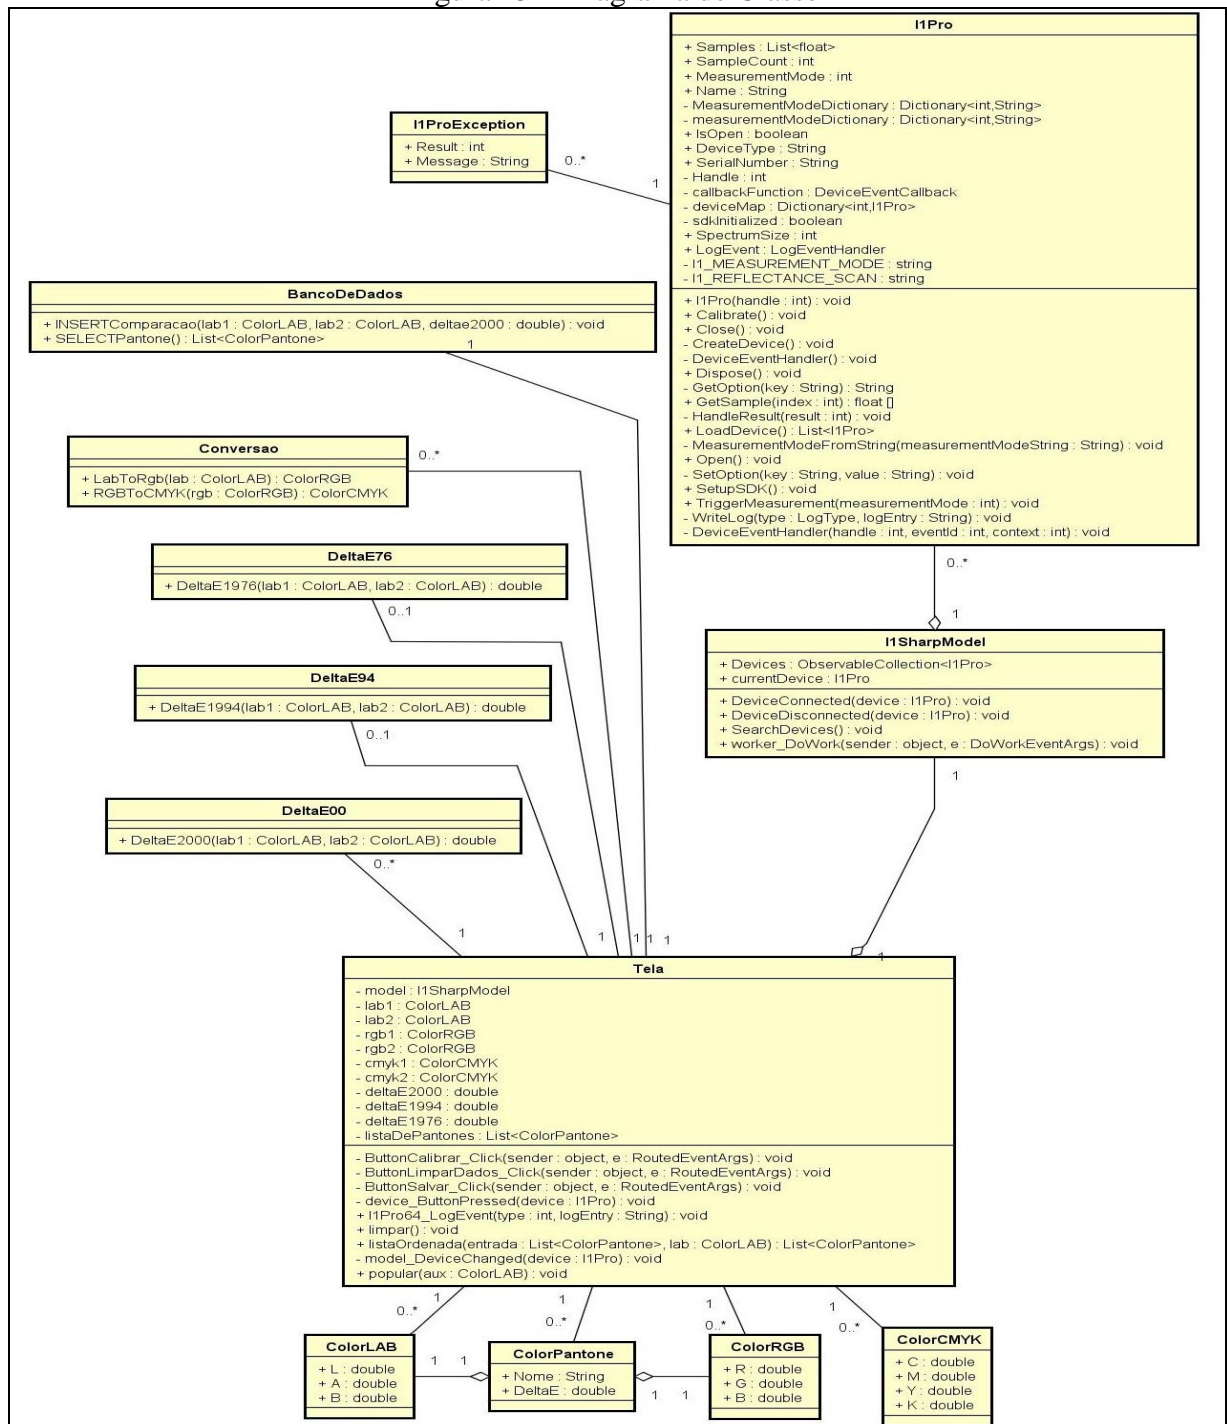 I1Pro
+ Samples : List<float>
+ SampleCount : int
+ MeasurementMode : int
+ Name : String
- MeasurementModeDictionary : Dictionary<int,String>
- measurementModeDictionary : Dictionary<int,String>
+ IsOpen : boolean
+ DeviceType : String
+ SerialNumber : String
- Handle : int
- callbackFunction : DeviceEventCallback
- deviceMap : Dictionary<int,I1Pro>
- sdkInitialized : boolean
+ SpectrumSize : int
+ LogEvent : LogEventHandler
- I1_MEASUREMENT_MODE : string
- I1_REFLECTANCE_SCAN : string
+ I1Pro(handle : int) : void
+ Calibrate() : void
+ Close() : void
- CreateDevice() : void
- DeviceEventHandler() : void
+ Dispose() : void
- GetOption(key : String) : String
+ GetSample(index : int) : float []
- HandleResult(result : int) : void
+ LoadDevice() : List<I1Pro>
- MeasurementModeFromString(measurementModeString : String) : void
+ Open() : void
- SetOption(key : String, value : String) : void
+ SetupSDK() : void
+ TriggerMeasurement(measurementMode : int) : void
- WriteLog(type : LogType, logEntry : String) : void
- DeviceEventHandler(handle : int, eventId : int, context : int) : void
I1ProException
+ Result : int
+ Message : String
0..*
1
BancoDeDados
+ INSERTComparacao(lab1 : ColorLAB, lab2 : ColorLAB, deltae2000 : double) : void
+ SELECTPantone() : List<ColorPantone>
1
Conversao
+ LabToRgb(lab : ColorLAB) : ColorRGB
+ RGBToCMYK(rgb : ColorRGB) : ColorCMYK
0..*
DeltaE76
+ DeltaE1976(lab1 : ColorLAB, lab2 : ColorLAB) : double
0..1
0..*
1
I1SharpModel
+ Devices : ObservableCollection<I1Pro>
+ currentDevice : I1Pro
+ DeviceConnected(device : I1Pro) : void
+ DeviceDisconnected(device : I1Pro) : void
+ SearchDevices() : void
+ worker_DoWork(sender : object, e : DoWorkEventArgs) : void
1
DeltaE94
+ DeltaE1994(lab1 : ColorLAB, lab2 : ColorLAB) : double
0..1
DeltaE00
+ DeltaE2000(lab1 : ColorLAB, lab2 : ColorLAB) : double
0..*
1
1
1
1
1
1
Tela
- model : I1SharpModel
- lab1 : ColorLAB
- lab2 : ColorLAB
- rgb1 : ColorRGB
- rgb2 : ColorRGB
- cmyk1 : ColorCMYK
- cmyk2 : ColorCMYK
- deltaE2000 : double
- deltaE1994 : double
- deltaE1976 : double
- listaDePantones : List<ColorPantone>
- ButtonCalibrar_Click(sender : object, e : RoutedEventArgs) : void
- ButtonLimparDados_Click(sender : object, e : RoutedEventArgs) : void
- ButtonSalvar_Click(sender : object, e : RoutedEventArgs) : void
- device_ButtonPressed(device : I1Pro) : void
+ I1Pro64_LogEvent(type : int, logEntry : String) : void
+ limpar() : void
+ listaOrdenada(entrada : List<ColorPantone>, lab : ColorLAB) : List<ColorPantone>
- model_DeviceChanged(device : I1Pro) : void
+ popular(aux : ColorLAB) : void
1
1
1
1
0..*
0..*
0..*
0..*
ColorLAB
+ L : double
+ A : double
+ B : double
1
1
ColorPantone
+ Nome : String
+ DeltaE : double
1
1
ColorRGB
+ R : double
+ G : double
+ B : double
ColorCMYK
+ C : double
+ M : double
+ Y : double
+ K : double